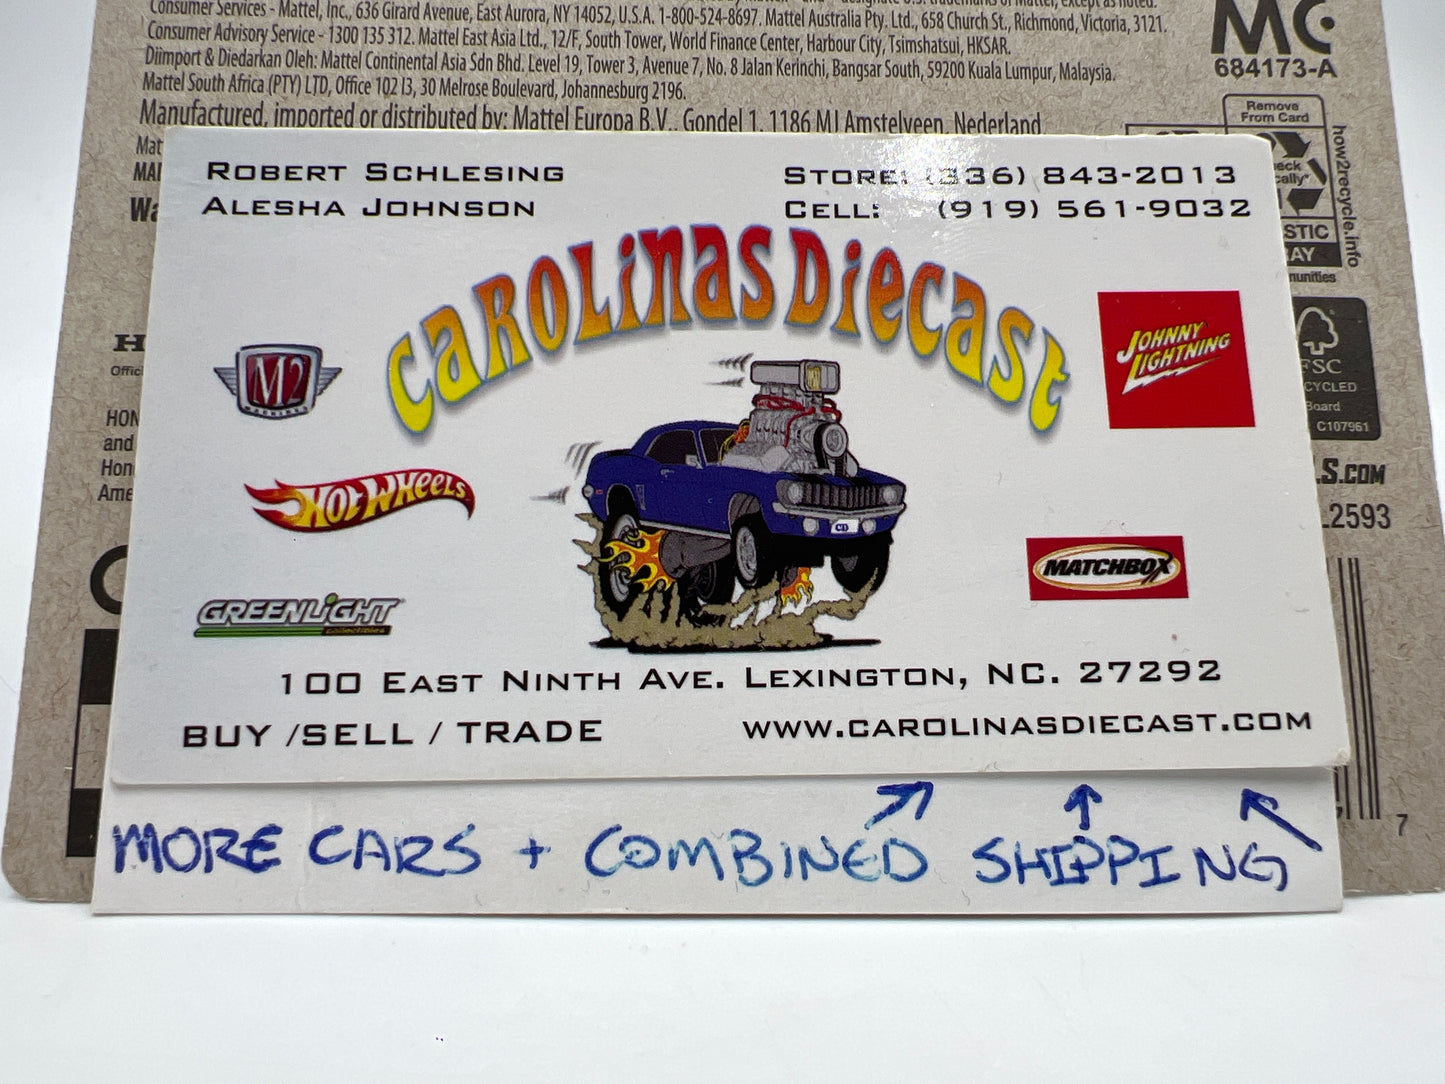 Consumer Services - Mattel, Inc., 636 Girard Avenue, East Aurora, NY 14052, U.S.A. 1-800-524-8697. Mattel Australia Pty. Ltd., 658 Church St., Richmond, Victoria, 3121.
Consumer Advisory Service - 1300 135 312. Mattel East Asia Ltd., 12/F, South Tower, World Finance Center, Harbour City, Tsimshatsui, HKSAR.
Diimport & Diedarkan Oleh: Mattel Continental Asia Sdn Bhd. Level 19, Tower 3, Avenue 7, No. 8 Jalan Kerinchi, Bangsar South, 59200 Kuala Lumpur, Malaysia.
Mattel South Africa (PTY) LTD, Office 102 I3, 30 Melrose Boulevard, Johannesburg 2196.
Manufactured, imported or distributed by: Mattel Europa B.V., Gondel 1, 1186 MJ Amstelveen, Nederland
MC
684173-A
Remove
From Card
how2recycle.info
ROBERT SCHLESING
ALESHA JOHNSON
STORE: (336) 843-2013
CELL: (919) 561-9032
CAROLINAS DIECAST
M2
MACHINES
JOHNNY
LIGHTNING
HOT WHEELS
MATCHBOX
GREENLIGHT
collectibles
100 EAST NINTH AVE. LEXINGTON, NC. 27292
BUY /SELL / TRADE
WWW.CAROLINASDIECAST.COM
FSC
C107961
S.COM
2593
7
MORE CARS + COMBINED SHIPPING